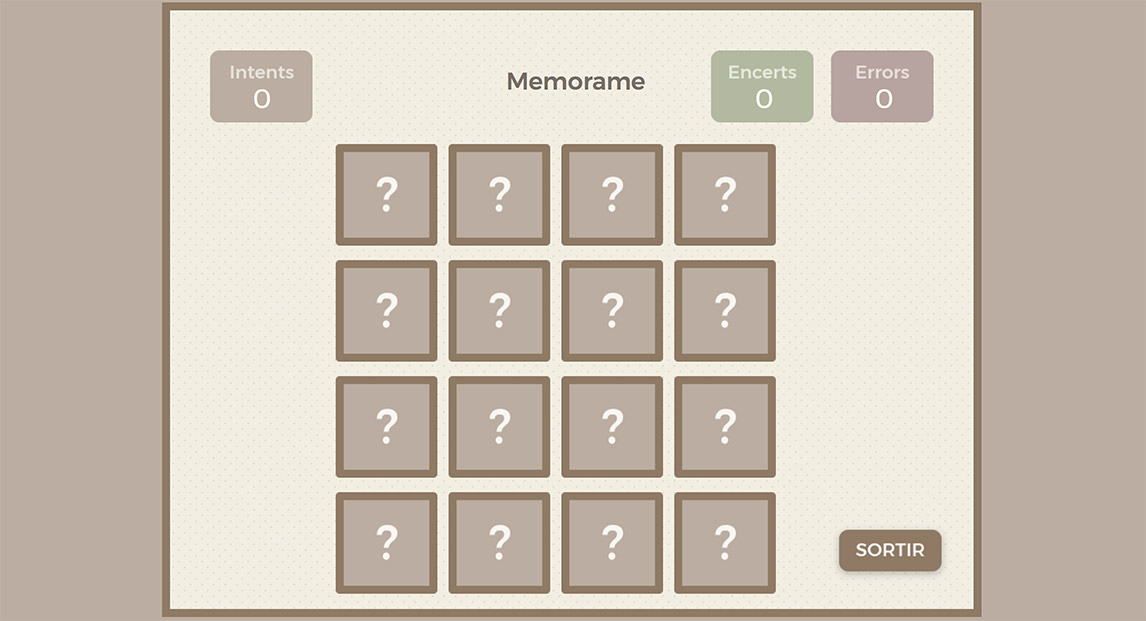 Intents
0
Memorame
Encerts
0
Errors
0
? ? ? ?
? ? ? ?
? ? ? ?
? ? ? ?
SORTIR